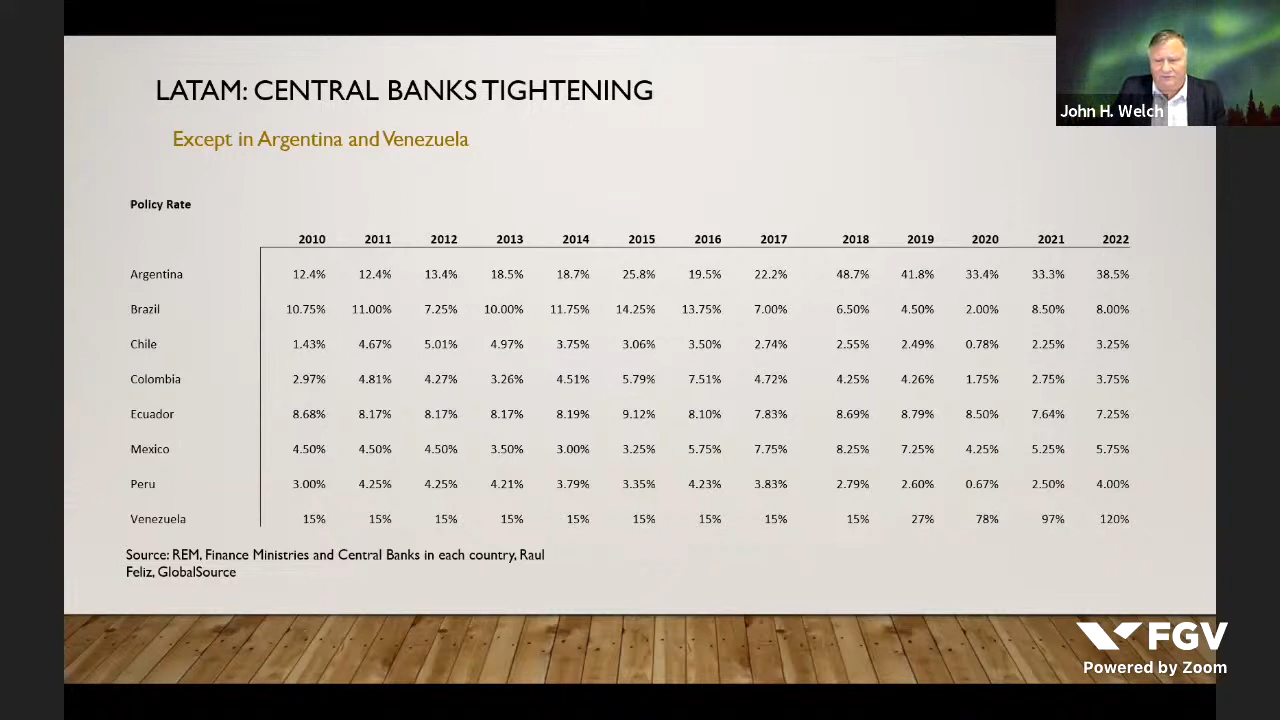 LATAM: CENTRAL BANKS TIGHTENING
Except in Argentina and Venezuela
John H. Welch
Policy Rate
2010 2011 2012 2013 2014 2015 2016 2017 2018 2019 2020 2021 2022
Argentina 12.4% 12.4% 13.4% 18.5% 18.7% 25.8% 19.5% 22.2% 48.7% 41.8% 33.4% 33.3% 38.5%
Brazil 10.75% 11.00% 7.25% 10.00% 11.75% 14.25% 13.75% 7.00% 6.50% 4.50% 2.00% 8.50% 8.00%
Chile 1.43% 4.67% 5.01% 4.97% 3.75% 3.06% 3.50% 2.74% 2.55% 2.49% 0.78% 2.25% 3.25%
Colombia 2.97% 4.81% 4.27% 3.26% 4.51% 5.79% 7.51% 4.72% 4.25% 4.26% 1.75% 2.75% 3.75%
Ecuador 8.68% 8.17% 8.17% 8.17% 8.19% 9.12% 8.10% 7.83% 8.69% 8.79% 8.50% 7.64% 7.25%
Mexico 4.50% 4.50% 4.50% 3.50% 3.00% 3.25% 5.75% 7.75% 8.25% 7.25% 4.25% 5.25% 5.75%
Peru 3.00% 4.25% 4.25% 4.21% 3.79% 3.35% 4.23% 3.83% 2.79% 2.60% 0.67% 2.50% 4.00%
Venezuela 15% 15% 15% 15% 15% 15% 15% 15% 15% 27% 78% 97% 120%
Source: REM, Finance Ministries and Central Banks in each country, Raul
Feliz, GlobalSource
FGV
Powered by Zoom